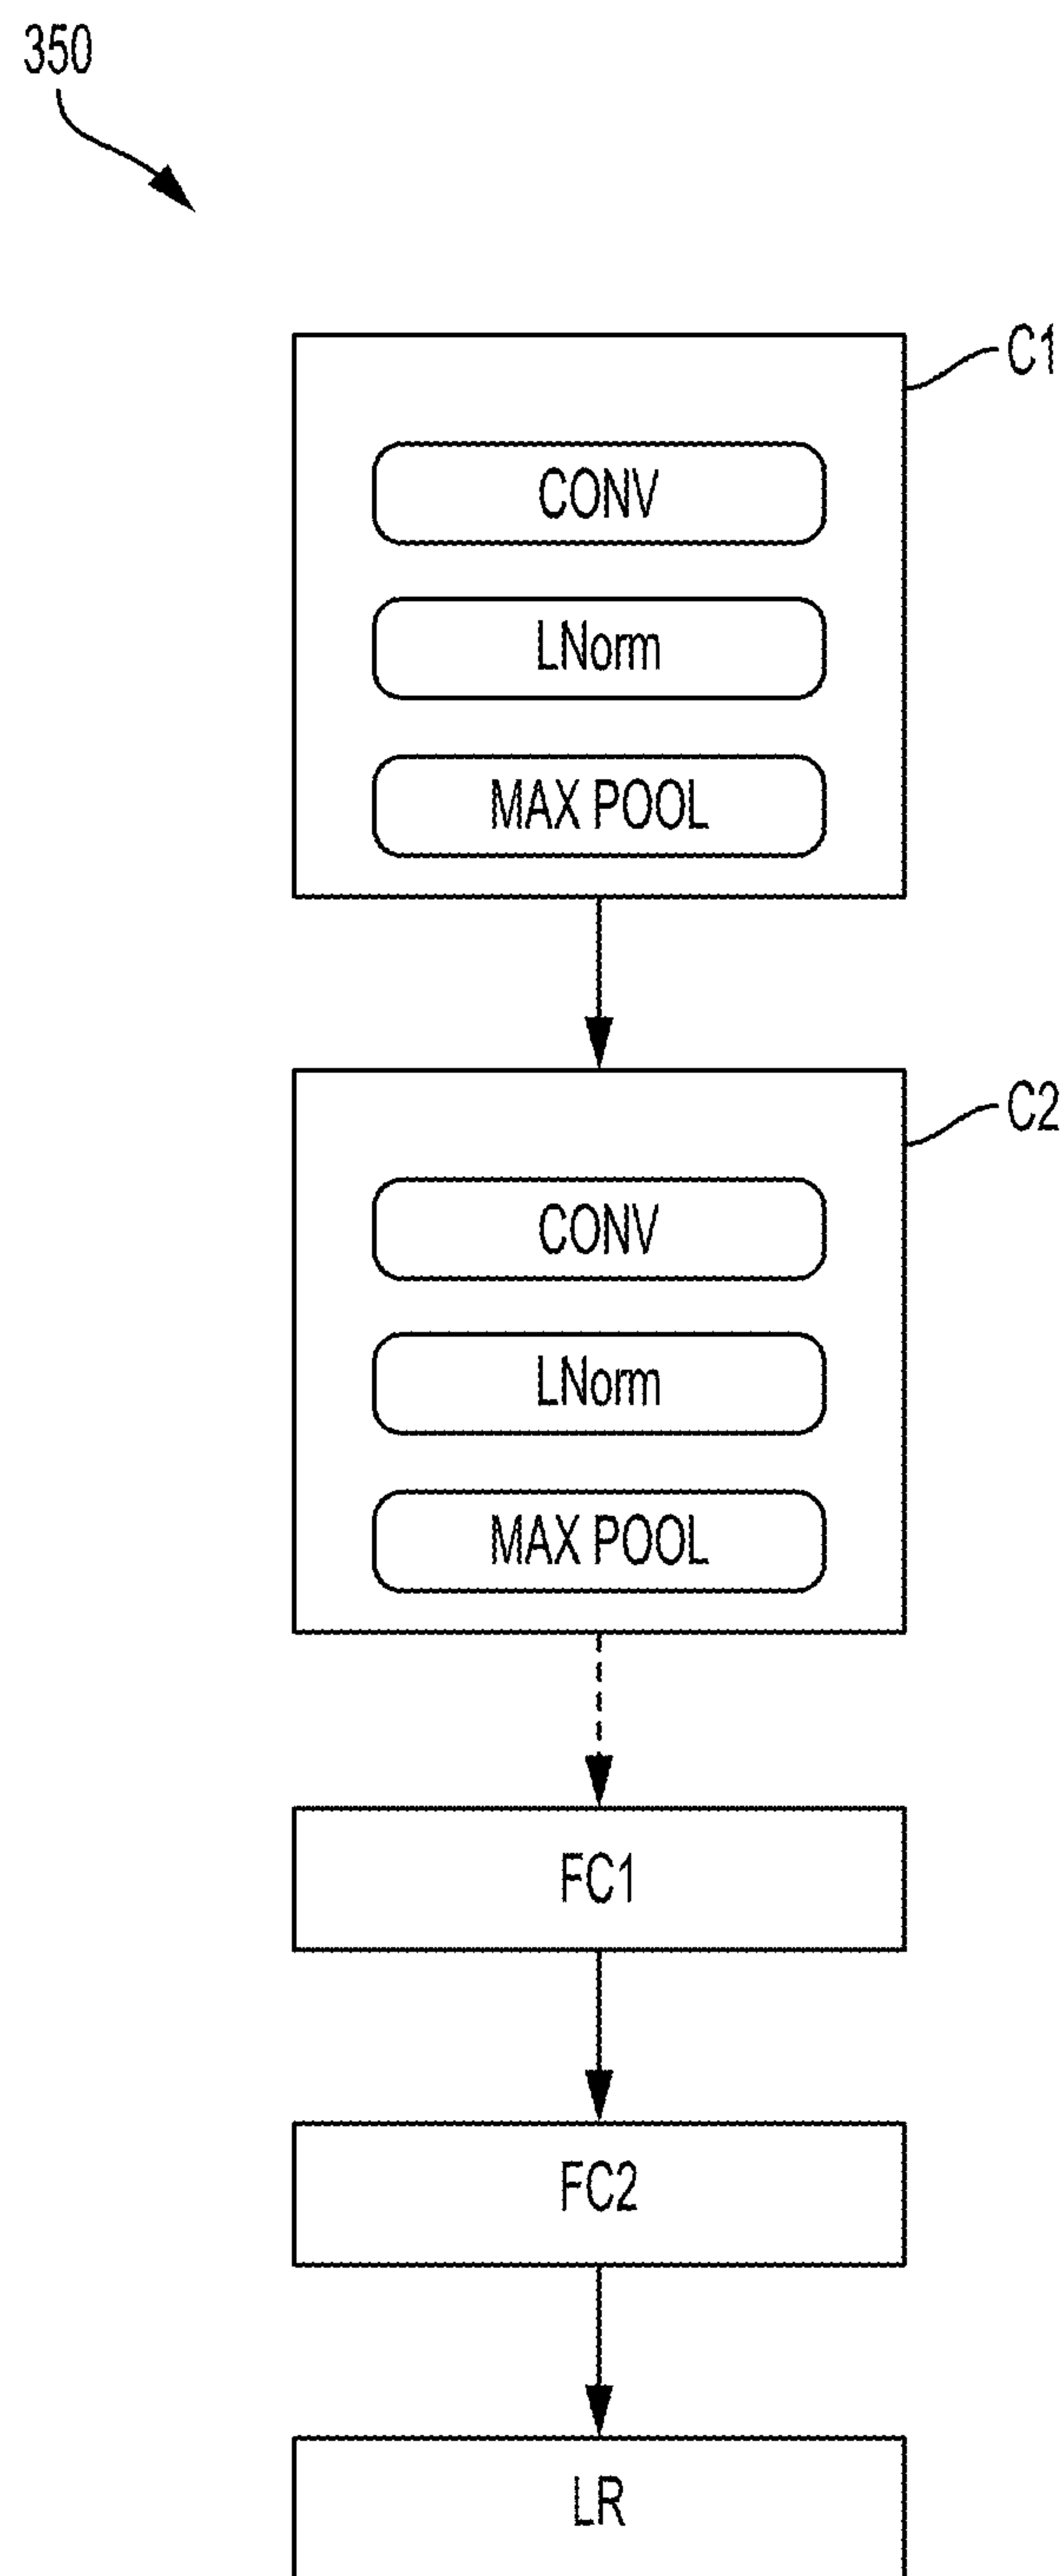 350
C1
CONV
LNorm
MAX POOL
C2
CONV
LNorm
MAX POOL
FC1
FC2
LR